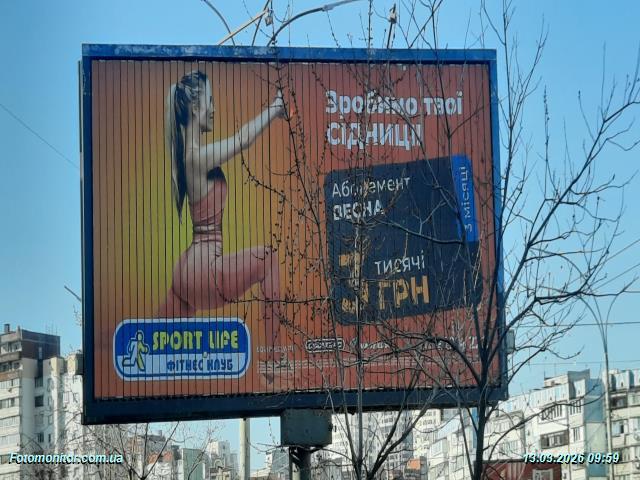 Зробимо твої
СІДНИЦІ
Абонемент
ВЕСНА
3 місяці
3 тисячі
ГРН
SPORT LIFE
ФІТНЕС КЛУБ
Fotomonitor.com.ua
13.03.2026 09:59